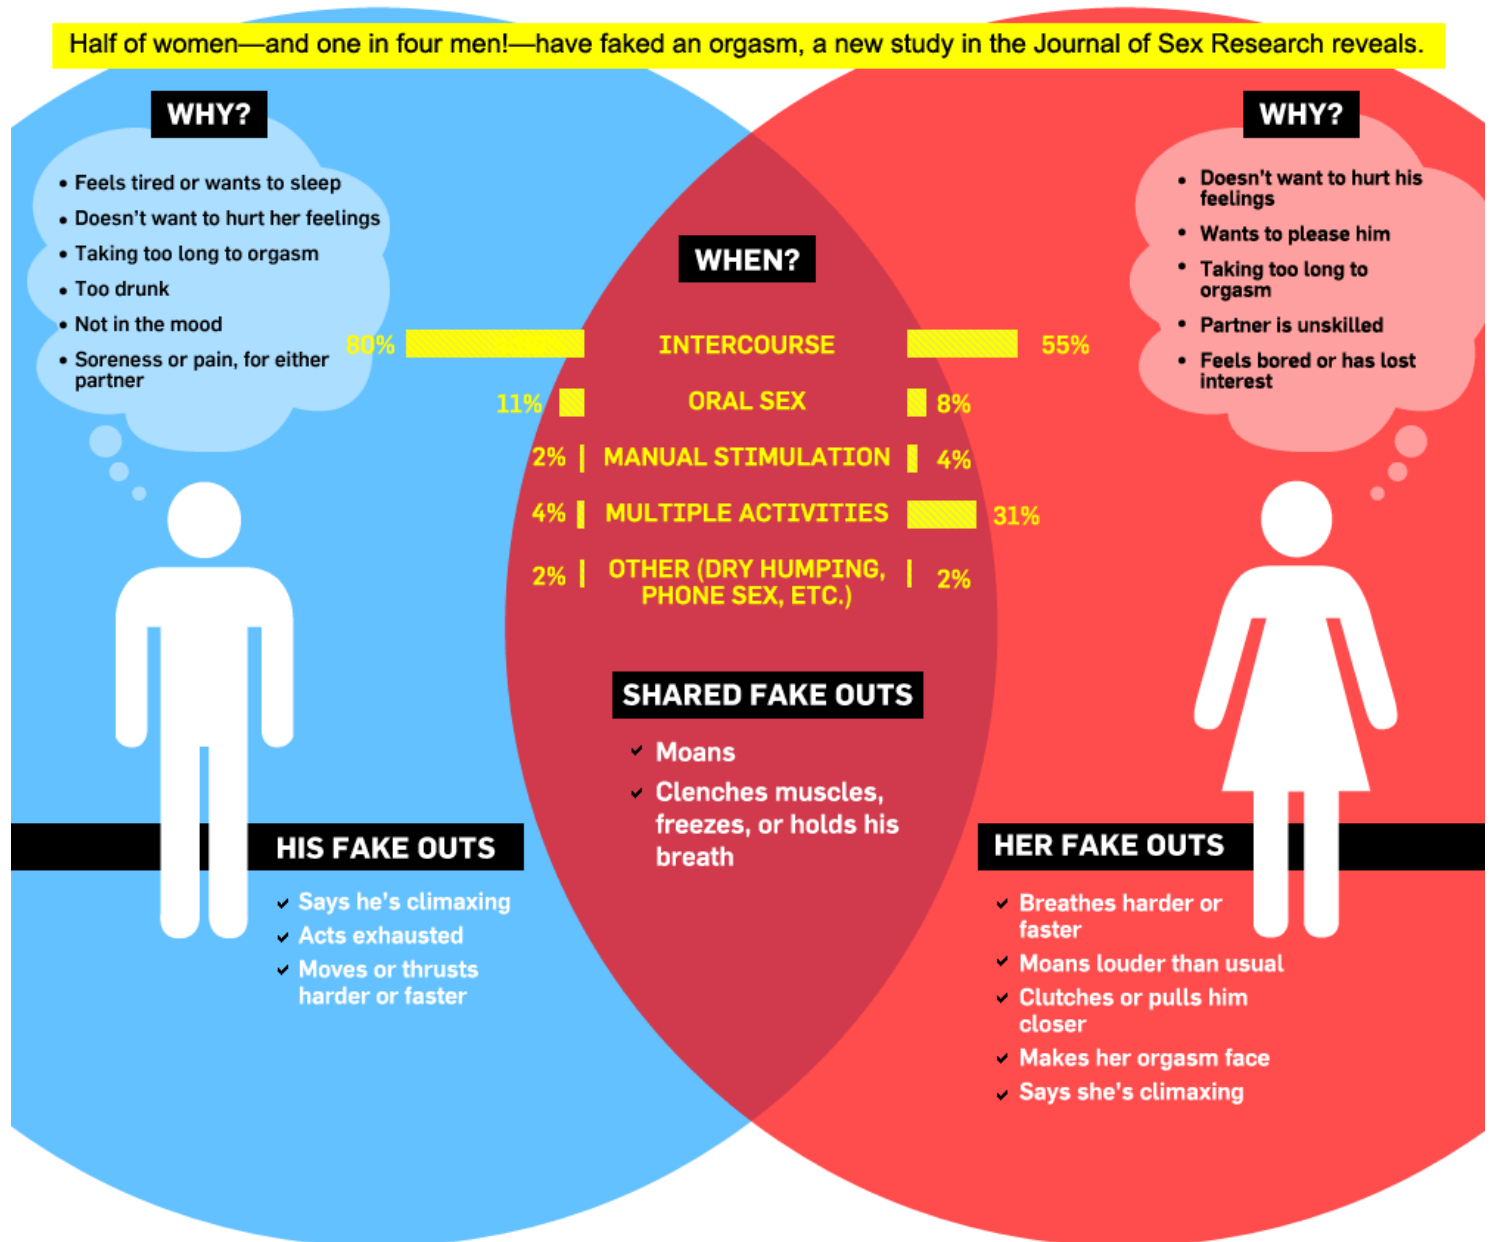 Half of women—and one in four men!—have faked an orgasm, a new study in the Journal of Sex Research reveals.
WHY?
• Feels tired or wants to sleep
• Doesn't want to hurt her feelings
• Taking too long to orgasm
• Too drunk
• Not in the mood
• Soreness or pain, for either
partner
WHY?
• Doesn't want to hurt his
feelings
• Wants to please him
• Taking too long to
orgasm
• Partner is unskilled
• Feels bored or has lost
interest
WHEN?
80% INTERCOURSE 55%
11% ORAL SEX 8%
2% MANUAL STIMULATION 4%
4% MULTIPLE ACTIVITIES 31%
2% OTHER (DRY HUMPING, 2%
PHONE SEX, ETC.)
SHARED FAKE OUTS
✓ Moans
✓ Clenches muscles,
freezes, or holds his
breath
HIS FAKE OUTS
✓ Says he's climaxing
✓ Acts exhausted
✓ Moves or thrusts
harder or faster
HER FAKE OUTS
✓ Breathes harder or
faster
✓ Moans louder than usual
✓ Clutches or pulls him
closer
✓ Makes her orgasm face
✓ Says she's climaxing